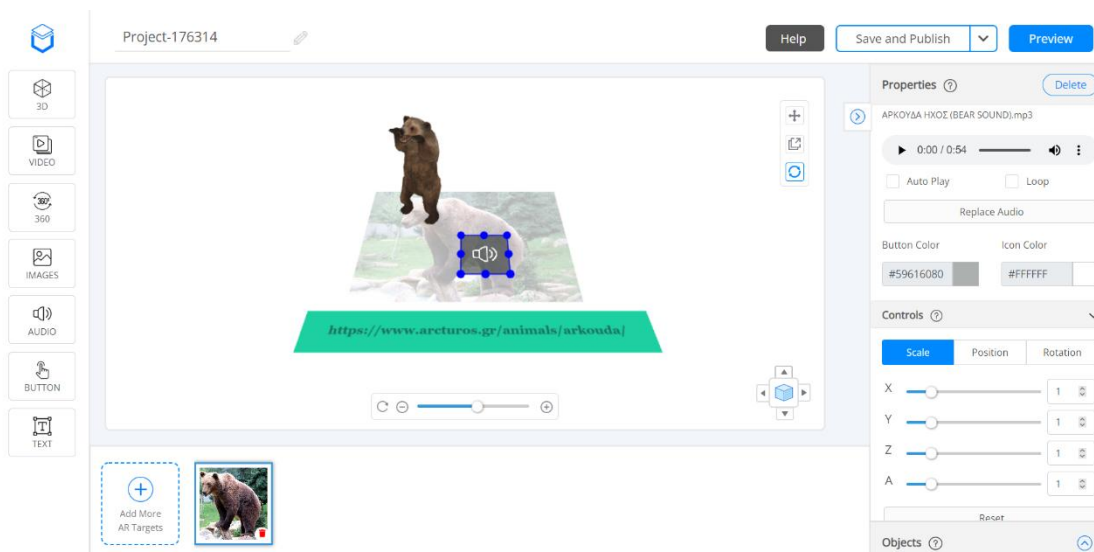 Project-176314
Help
Save and Publish
Preview
3D
VIDEO
360°
360
IMAGES
AUDIO
BUTTON
TEXT
https://www.arcturos.gr/animals/arkouda/
Add More
AR Targets
Properties ?
Delete
ΑΡΚΟΥΔΑ ΗΧΟΣ (BEAR SOUND).mp3
0:00 / 0:54
Auto Play
Loop
Replace Audio
Button Color
Icon Color
#59616080
#FFFFFF
Controls ?
Scale
Position
Rotation
X 1
Y 1
Z 1
A 1
Reset
Objects ?